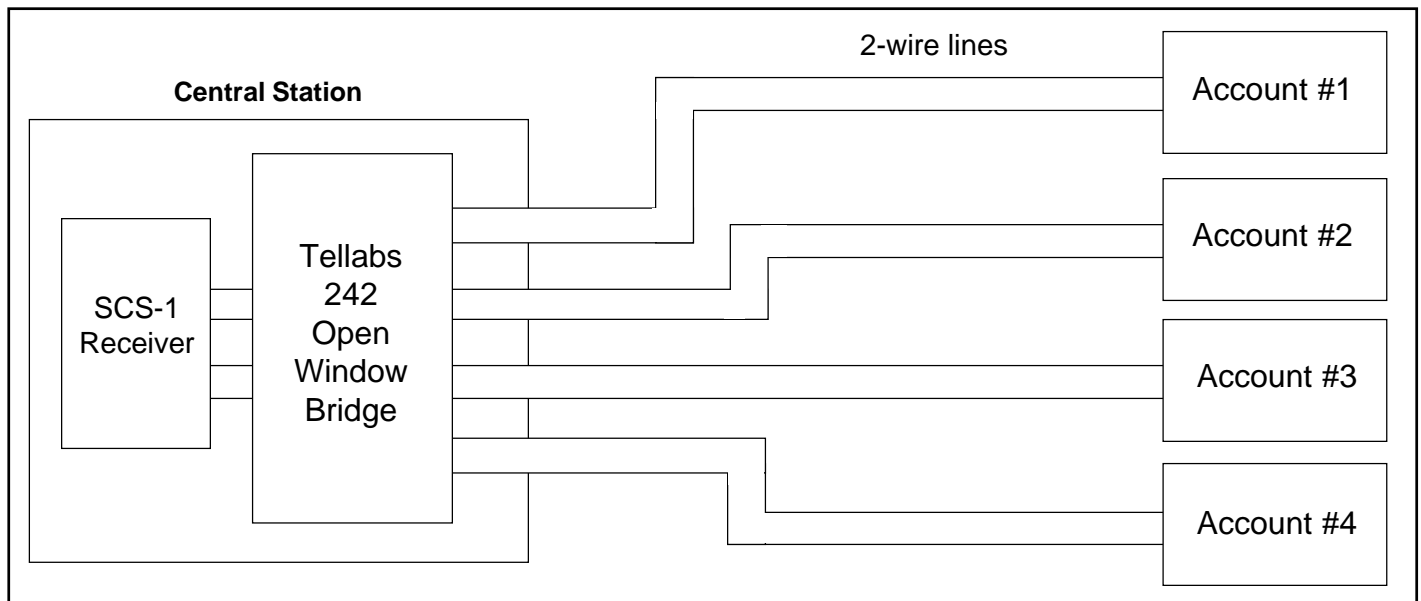 2-wire lines
Central Station
Account #1
Account #2
Account #3
Account #4
SCS-1
Receiver
Tellabs
242
Open
Window
Bridge